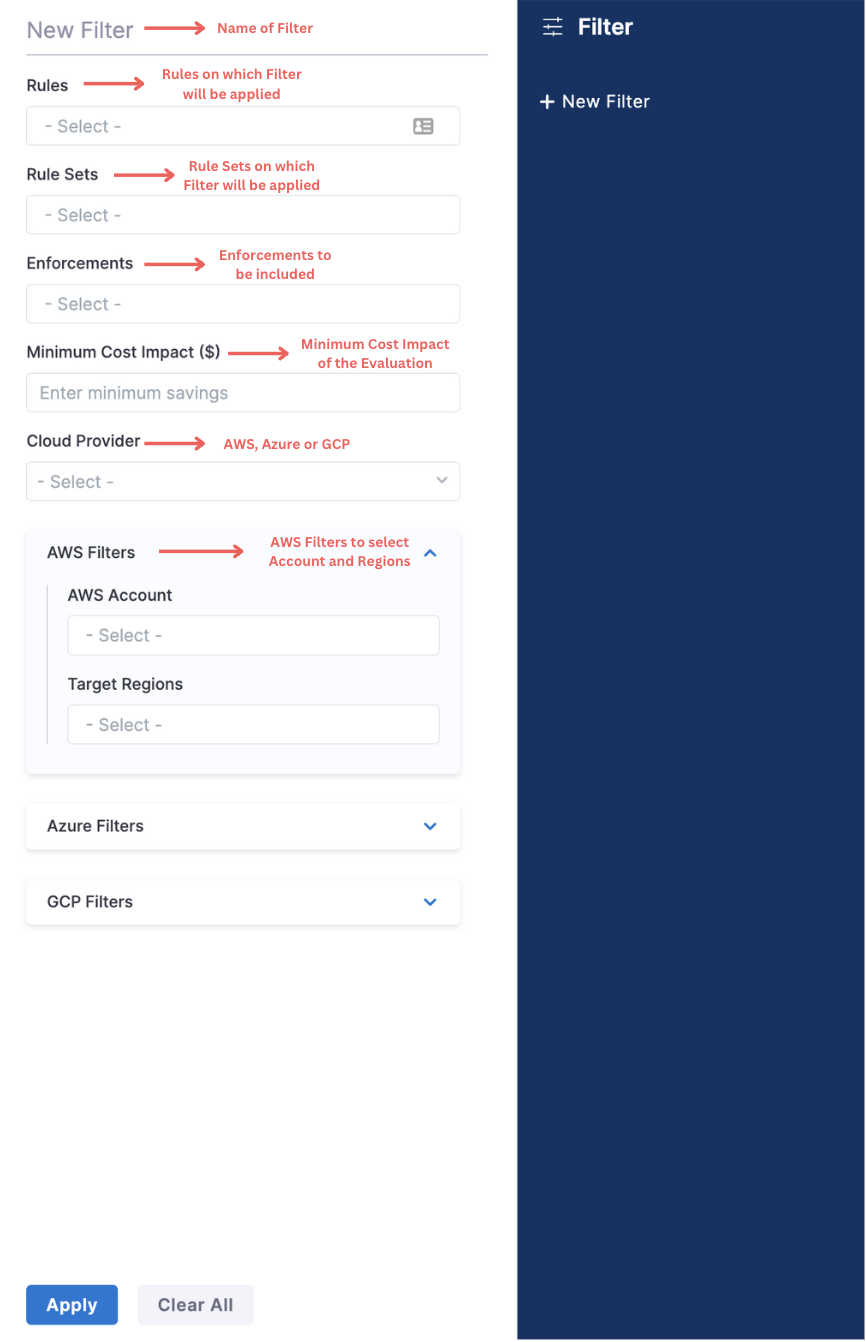 New Filter
Name of Filter
Rules
Rules on which Filter
will be applied
- Select -
Rule Sets
Rule Sets on which
Filter will be applied
- Select -
Enforcements
Enforcements to
be included
- Select -
Minimum Cost Impact ($)
Minimum Cost Impact
of the Evaluation
Enter minimum savings
Cloud Provider
AWS, Azure or GCP
- Select -
AWS Filters
AWS Filters to select
Account and Regions
AWS Account
- Select -
Target Regions
- Select -
Azure Filters
GCP Filters
Apply
Clear All
Filter
+ New Filter